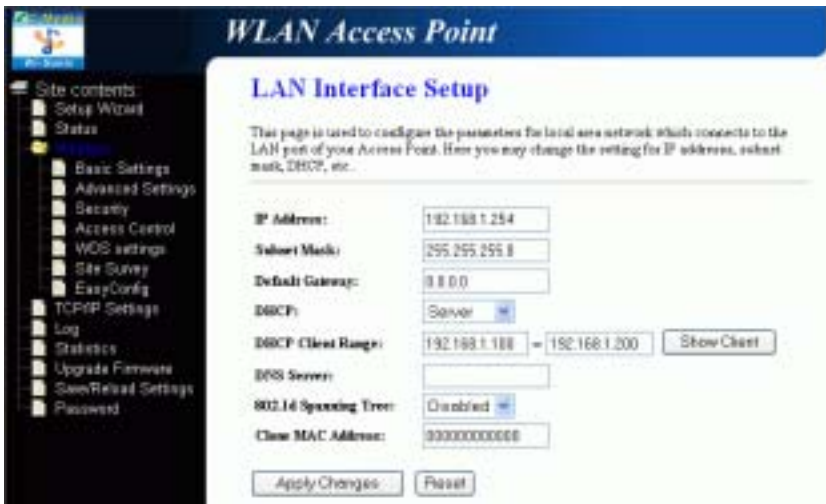 WLAN Access Point
Site contents:
Setup Wizard
Status
Wireless
Basic Settings
Advanced Settings
Security
Access Control
WDS settings
Site Survey
EasyConfig
TCP/IP Settings
Log
Statistics
Upgrade Firmware
Save/Reload Settings
Password
LAN Interface Setup
This page is used to configure the parameters for local area network which connects to the
LAN port of your Access Point. Here you may change the setting for IP addresses, subnet
mask, DHCP, etc..
IP Address: 192.168.1.254
Subnet Mask: 255.255.255.0
Default Gateway: 0.0.0.0
DHCP: Server
DHCP Client Range: 192.168.1.100 – 192.168.1.200 Show Client
DNS Server:
802.1d Spanning Tree: Disabled
Clone MAC Address: 000000000000
Apply Changes Reset